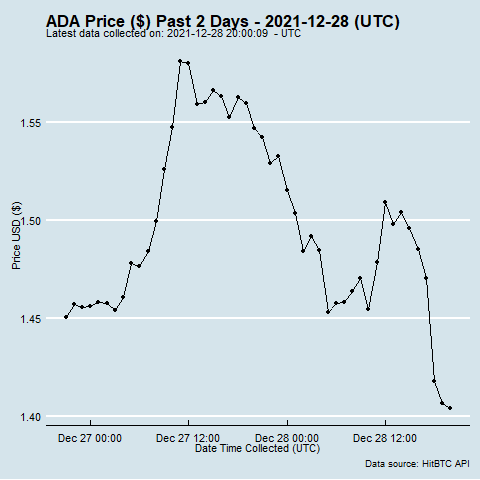 ADA Price ($) Past 2 Days - 2021-12-28 (UTC)
Latest data collected on: 2021-12-28 20:00:09 - UTC
1.55
1.50
1.45
1.40
Price USD ($)
Dec 27 00:00 Dec 27 12:00 Dec 28 00:00 Dec 28 12:00
Date Time Collected (UTC)
Data source: HitBTC API